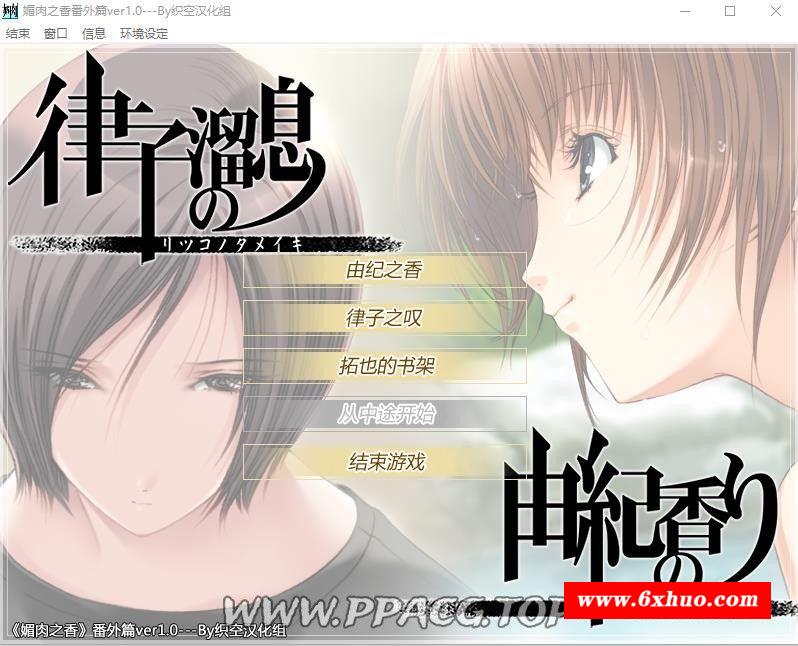 媚肉之香番外篇ver1.0---By织空汉化组
结束 窗口 信息 环境设定
律子の溜息
リツコノタメイキ
由纪之香
律子之叹
拓也的书架
从中途开始
结束游戏
由紀の香り
WWW.PPACG.TOP
www.6xhuo.com
《媚肉之香》番外篇ver1.0---By织空汉化组